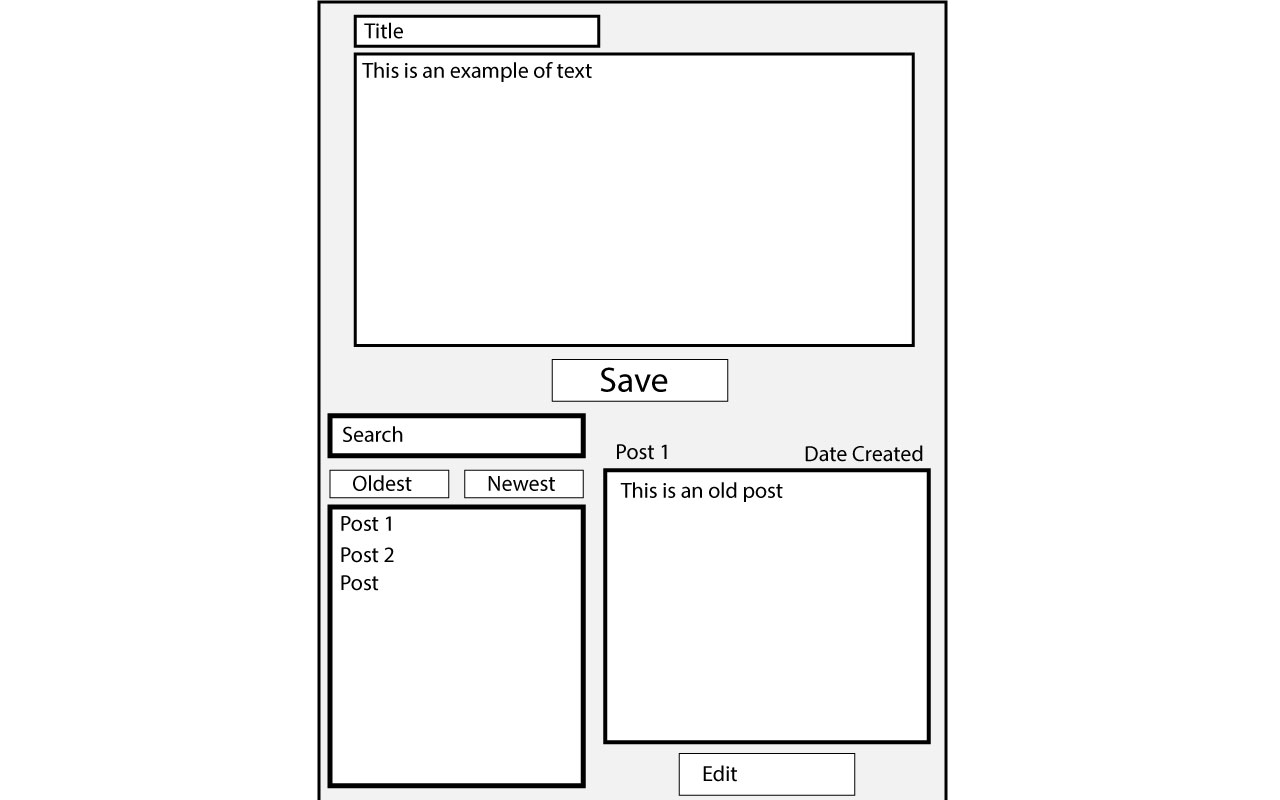 Title
This is an example of text
Save
Search
Oldest
Newest
Post 1
Post 2
Post
Post 1
Date Created
This is an old post
Edit